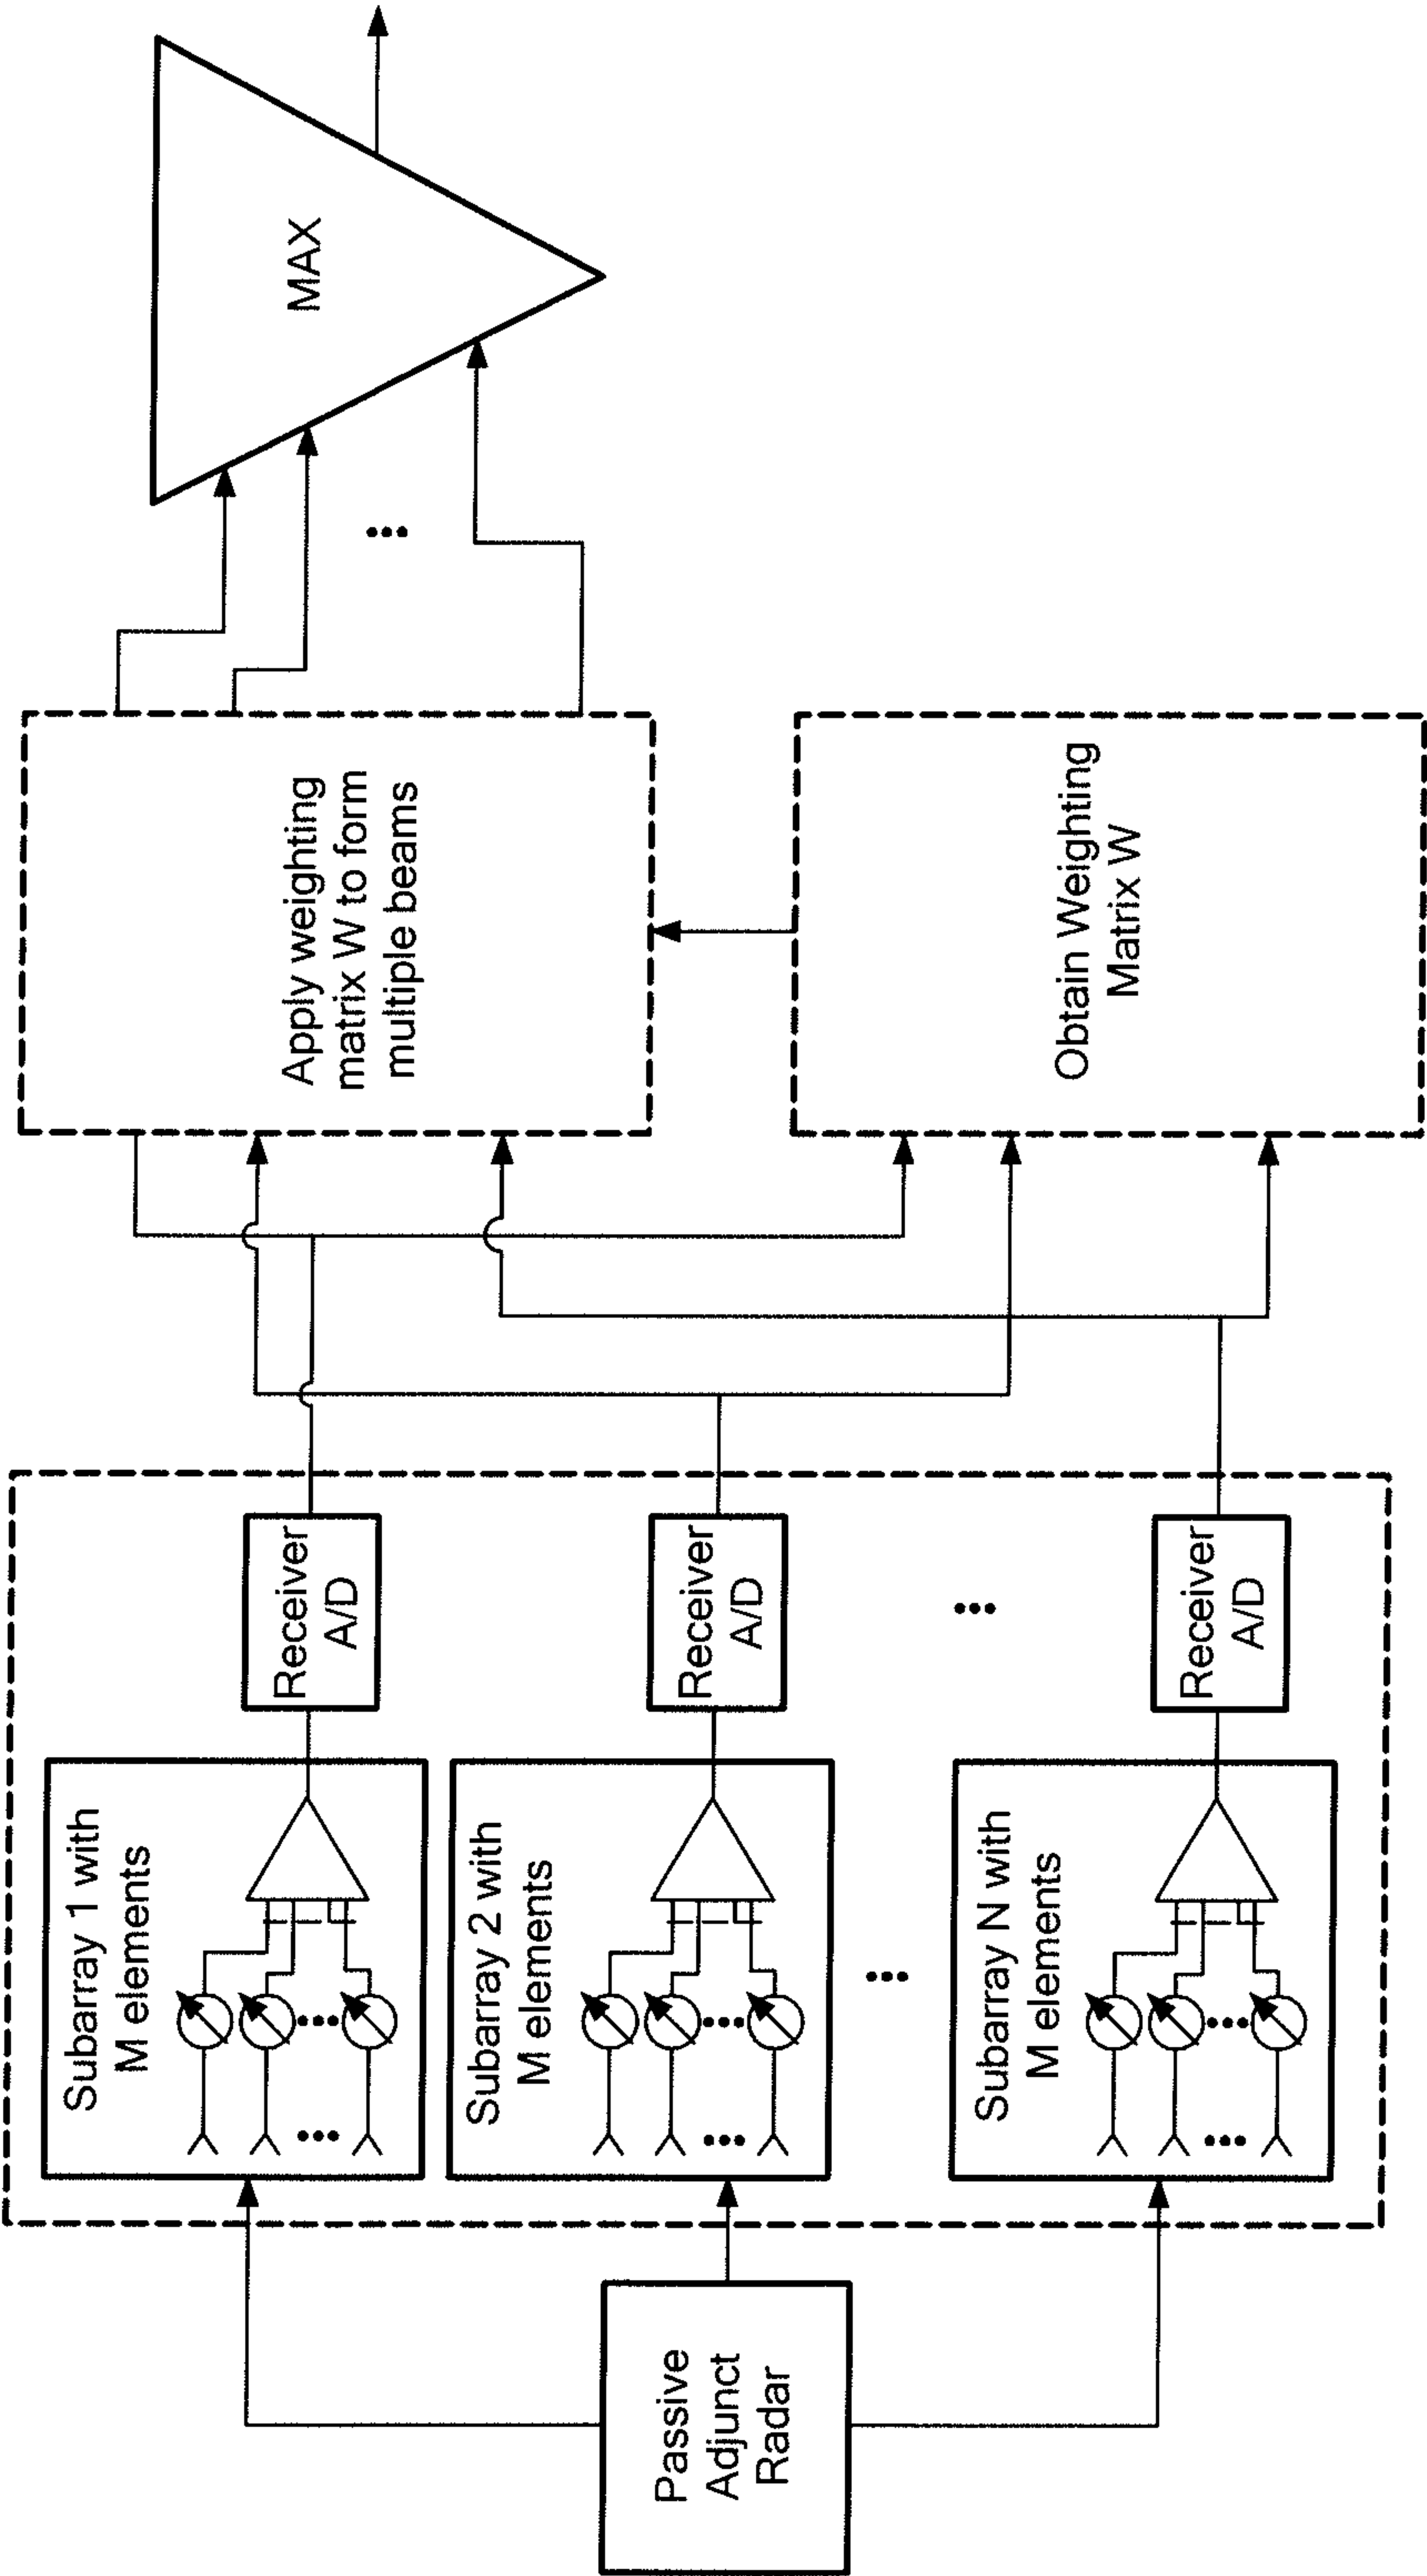 Passive
Adjunct
Radar
Subarray 1 with
M elements
Receiver
A/D
Subarray 2 with
M elements
Receiver
A/D
Subarray N with
M elements
Receiver
A/D
Apply weighting
matrix W to form
multiple beams
Obtain Weighting
Matrix W
MAX